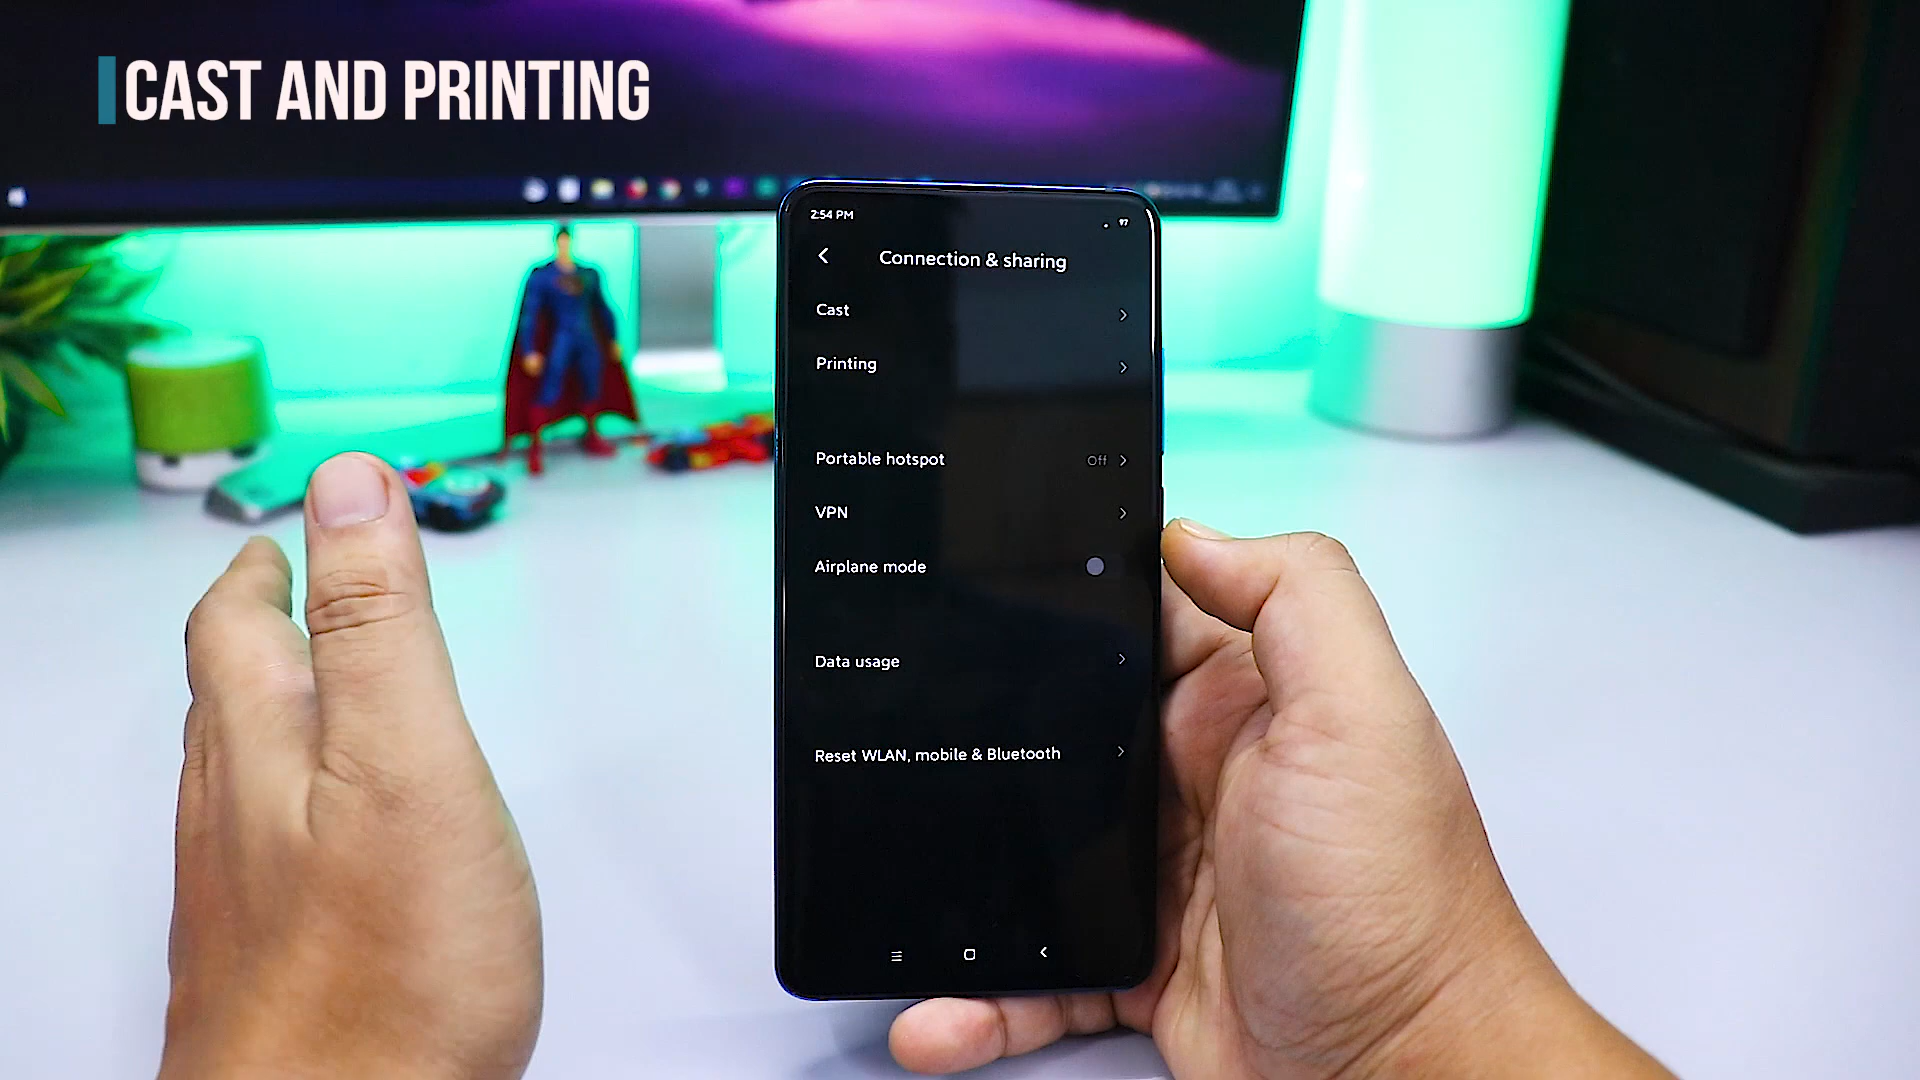 CAST AND PRINTING
2:54 PM
97
Connection & sharing
Cast
Printing
Portable hotspot
Off
VPN
Airplane mode
Data usage
Reset WLAN, mobile & Bluetooth